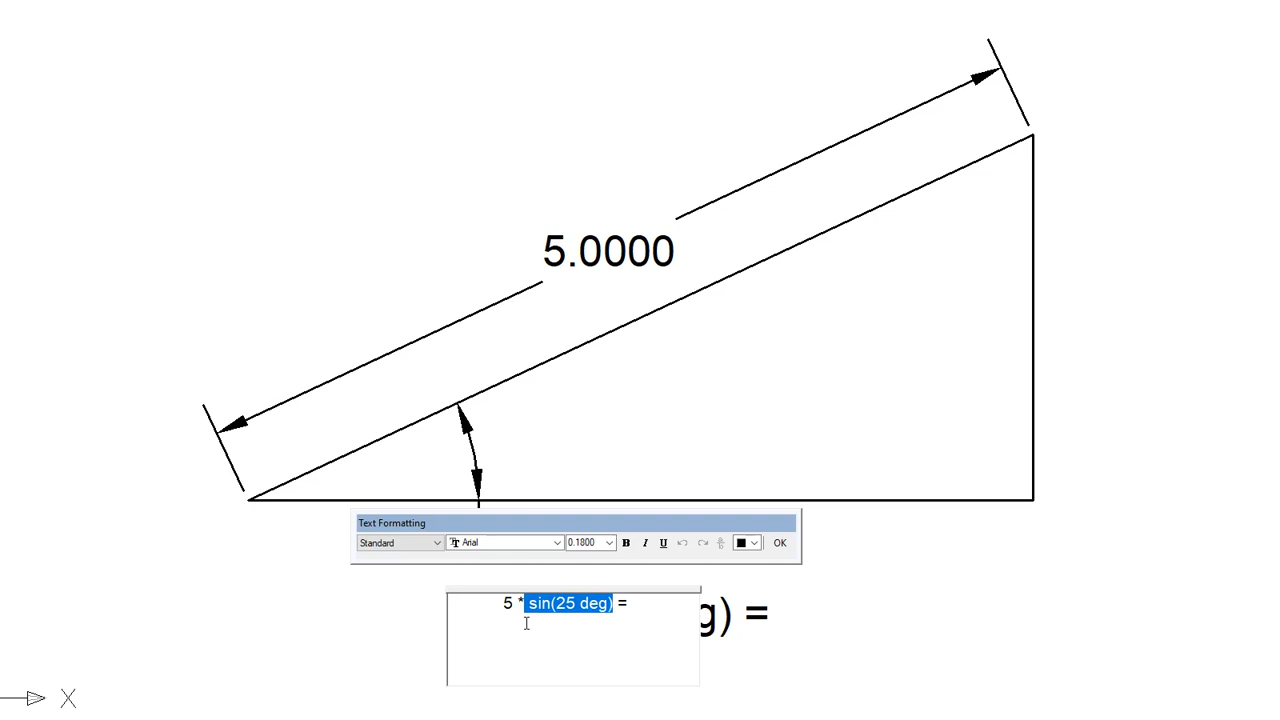 5.0000
Text Formatting
Standard Arial 0.1800 B I U OK
5 * sin(25 deg) =
g) =
X